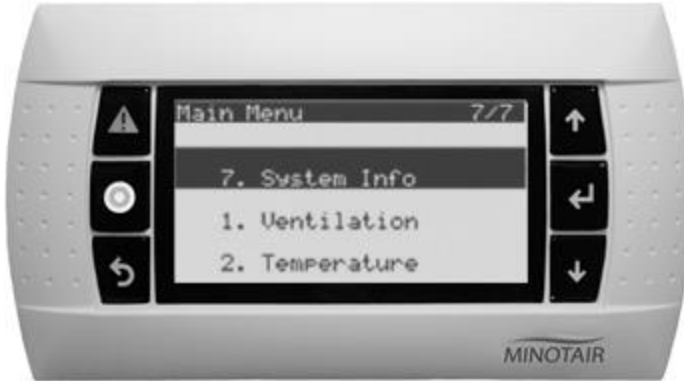 Main Menu 7/7
7. System Info
1. Ventilation
2. Temperature
MINOTAIR